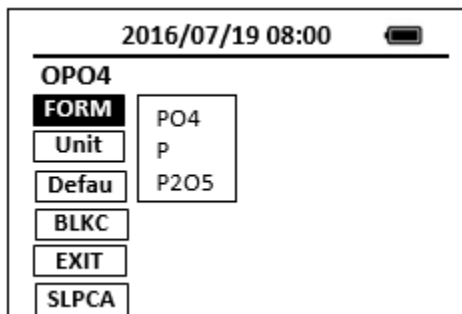 2016/07/19 08:00
OPO4
FORM
Unit
Defau
BLKC
EXIT
SLPCA
PO4
P
P2O5